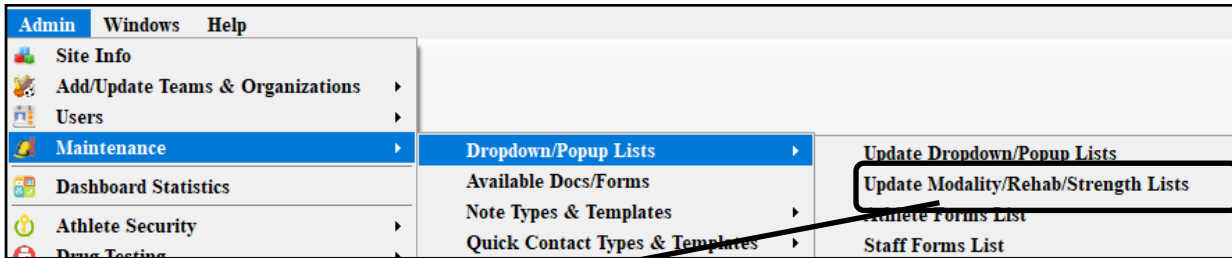 Admin Windows Help
Site Info
Add/Update Teams & Organizations
Users
Maintenance
Dashboard Statistics
Athlete Security
Drug Testing
Dropdown/Popup Lists
Available Docs/Forms
Note Types & Templates
Quick Contact Types & Templates
Update Dropdown/Popup Lists
Update Modality/Rehab/Strength Lists
Athlete Forms List
Staff Forms List